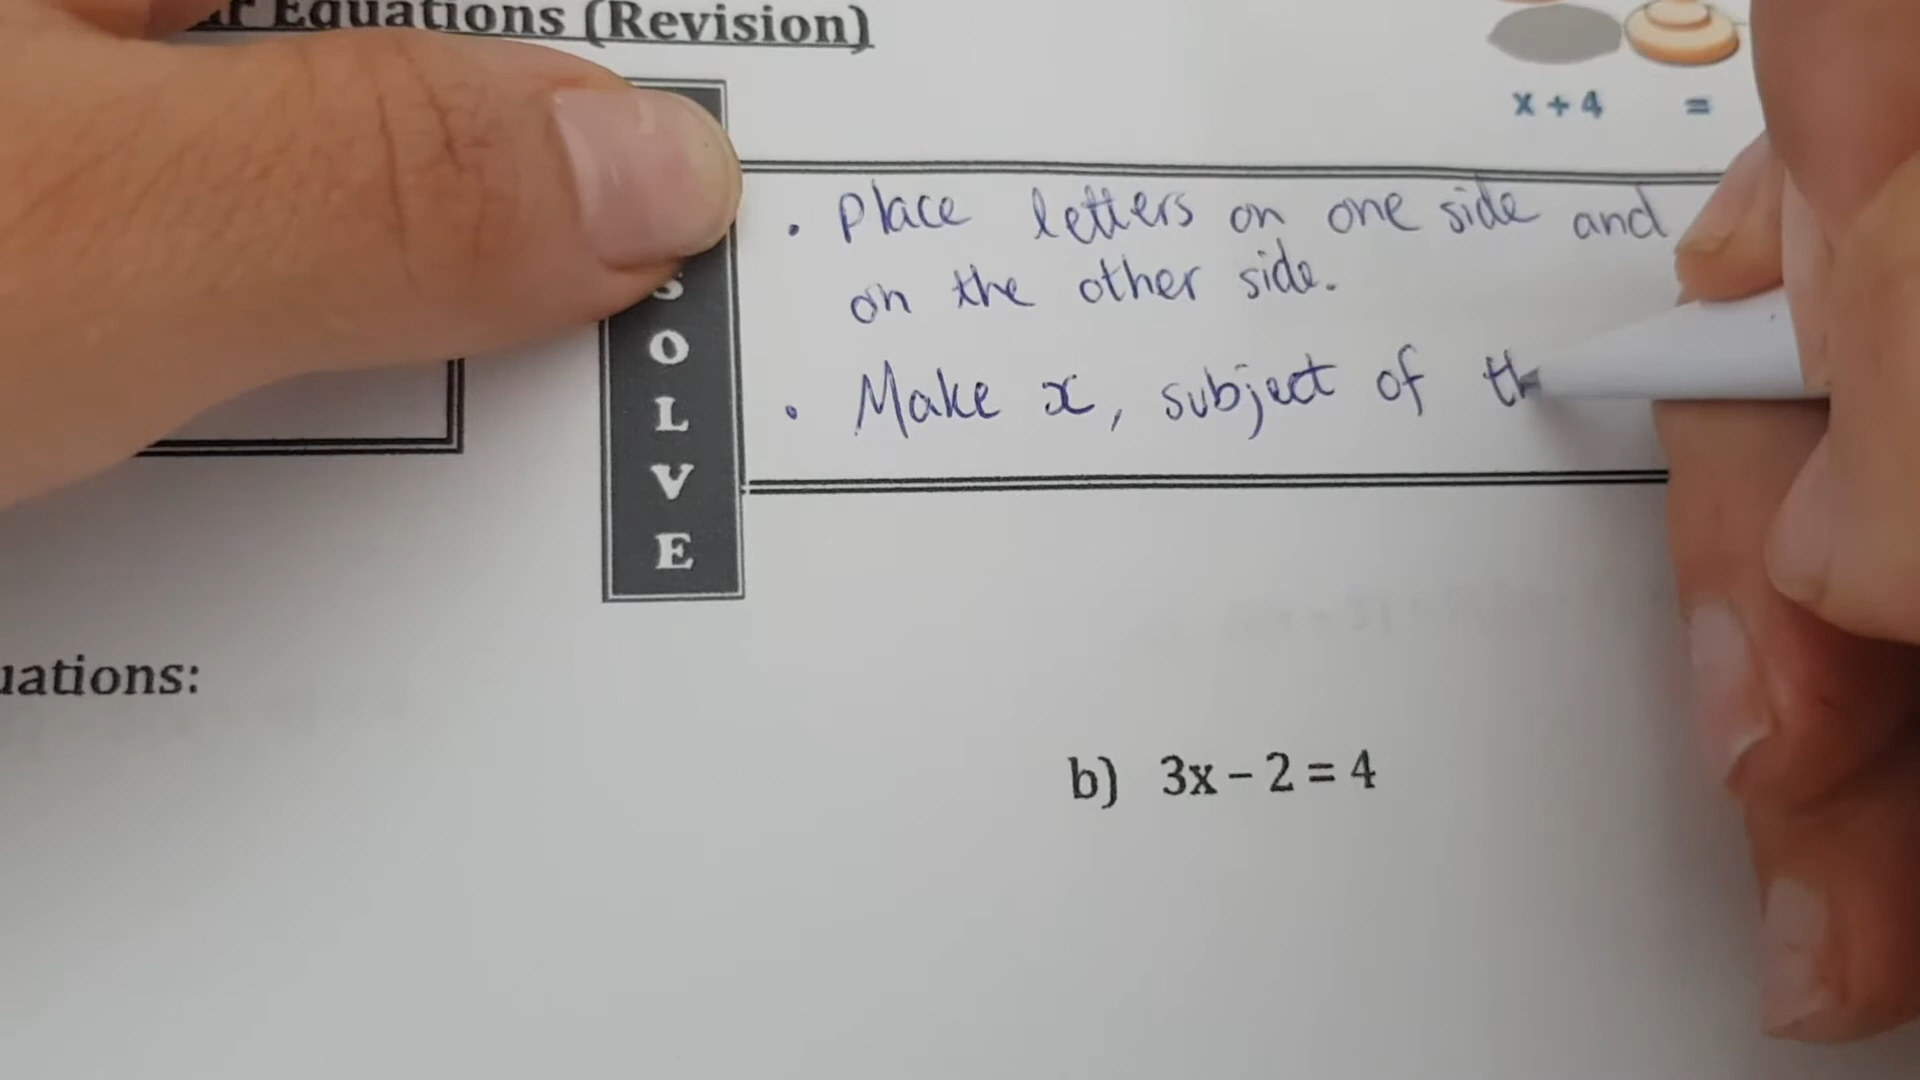 Equations (Revision)
x + 4 =
• Place letters on one side and
on the other side.
• Make x, subject of th
S
O
L
V
E
uations:
b) 3x – 2 = 4